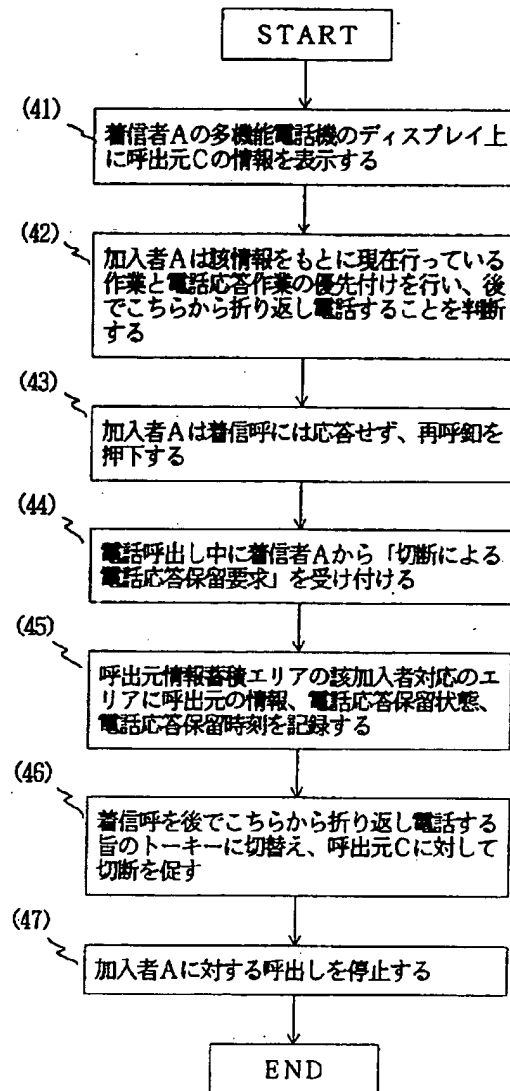 START
(41)
着信者Aの多機能電話機のディスプレイ上
に呼出元Cの情報を表示する
(42)
加入者Aは該情報をもとに現在行っている
作業と電話応答作業の優先付けを行い、後
でこちらから折り返し電話することを判断
する
(43)
加入者Aは着信呼には応答せず、再呼釦を
押下する
(44)
電話呼出し中に着信者Aから「切断による
電話応答保留要求」を受け付ける
(45)
呼出元情報蓄積エリアの該加入者対応のエ
リアに呼出元の情報、電話応答保留状態、
電話応答保留時刻を記録する
(46)
着信呼を後でこちらから折り返し電話する
旨のトーキーに切替え、呼出元Cに対して
切断を促す
(47)
加入者Aに対する呼出しを停止する
END